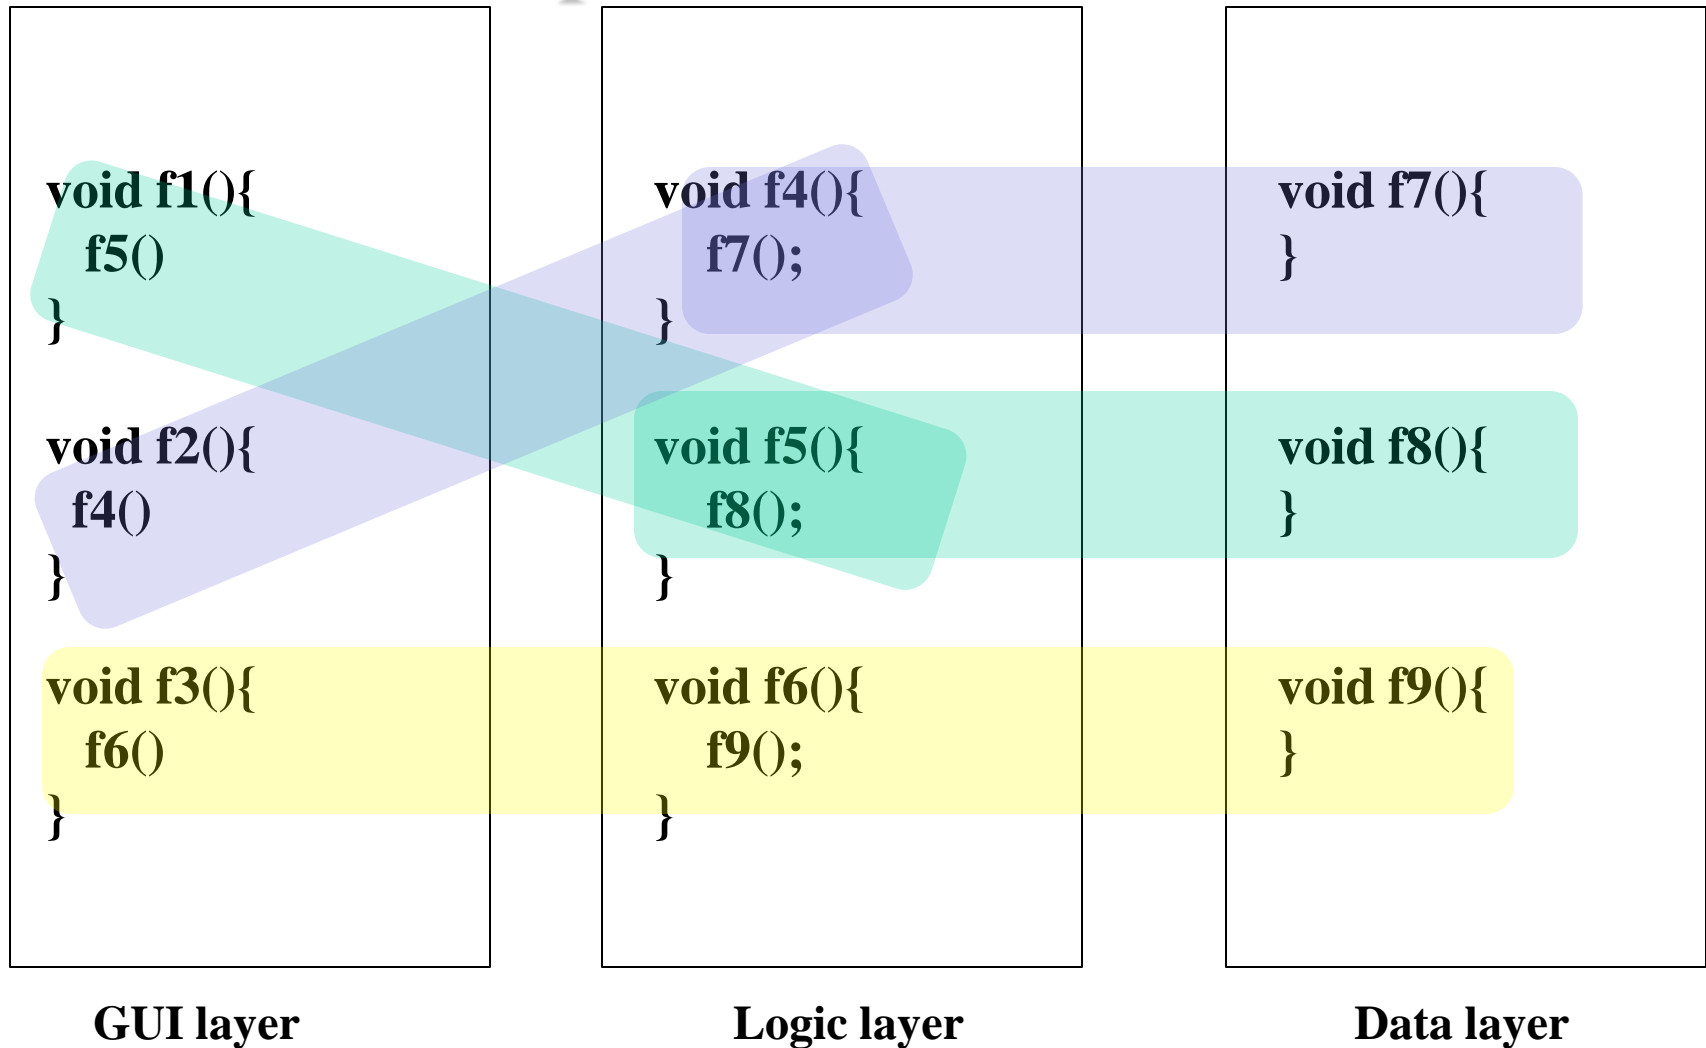 void f1(){
f5()
}
void f2(){
f4()
}
void f3(){
f6()
}
GUI layer
void f4(){
f7();
}
void f5(){
f8();
}
void f6(){
f9();
}
Logic layer
void f7(){
}
void f8(){
}
void f9(){
}
Data layer